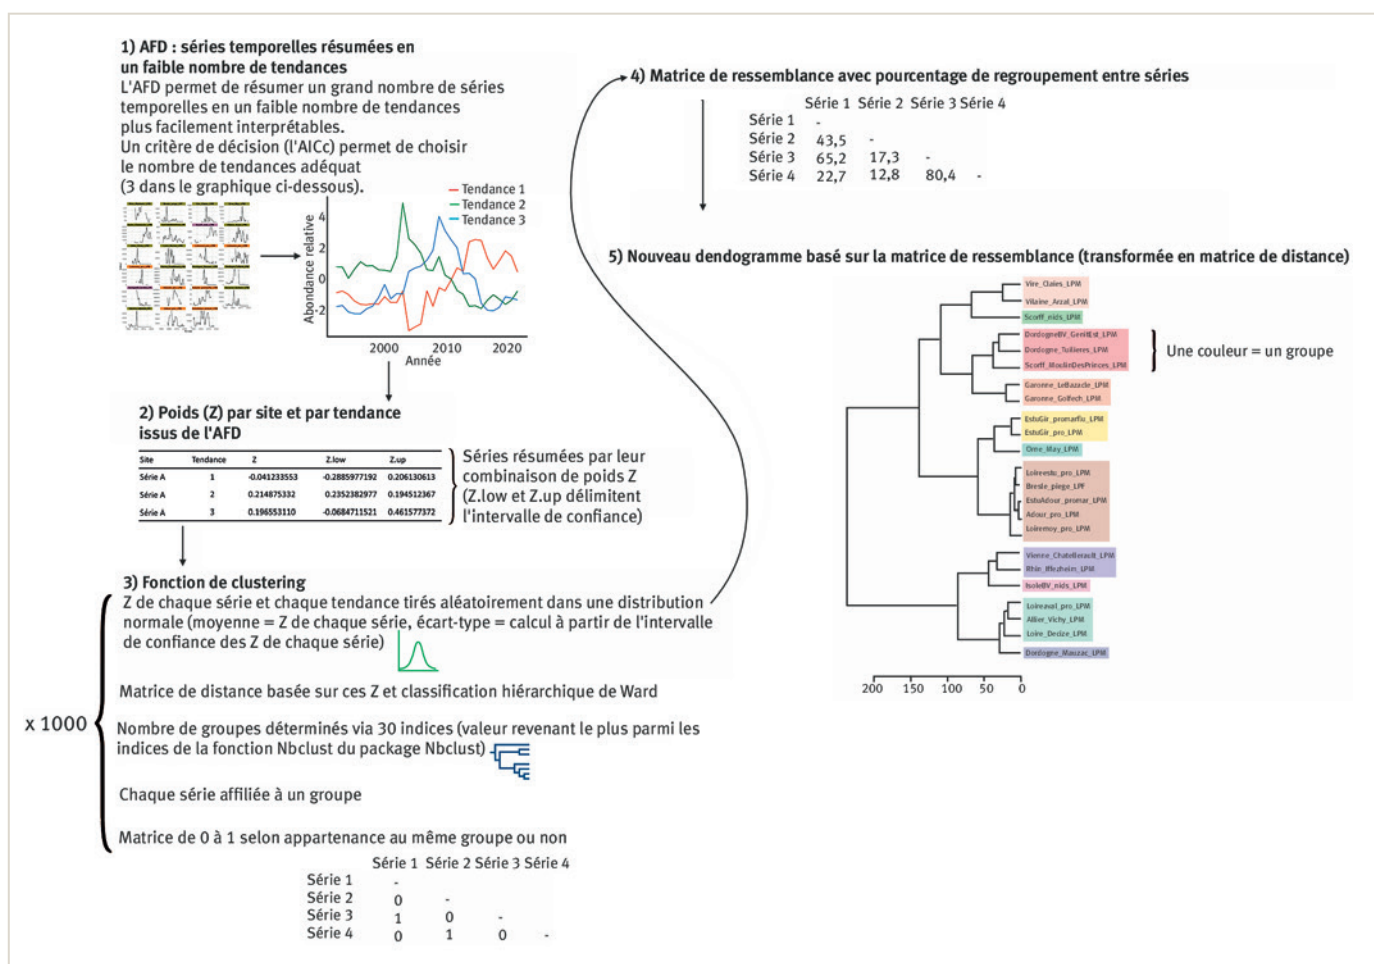 1) AFD : séries temporelles résumées en
un faible nombre de tendances
L'AFD permet de résumer un grand nombre de séries
temporelles en un faible nombre de tendances
plus facilement interprétables.
Un critère de décision (l'AICc) permet de choisir
le nombre de tendances adéquat
(3 dans le graphique ci-dessous).
Tendance 1
Tendance 2
Tendance 3
Abondance relative
4
2
0
-2
2000 2010 2020
Année
2) Poids (Z) par site et par tendance
issus de l'AFD
Site Tendance Z Z.low Z.up
Série A 1 -0.041233553 -0.2885977192 0.206130613
Série A 2 0.214875332 0.2352382977 0.194512367
Série A 3 0.196553110 -0.0684711521 0.461577372
Séries résumées par leur
combinaison de poids Z
(Z.low et Z.up délimitent
l'intervalle de confiance)
3) Fonction de clustering
Z de chaque série et chaque tendance tirés aléatoirement dans une distribution
normale (moyenne = Z de chaque série, écart-type = calcul à partir de l'intervalle
de confiance des Z de chaque série)
Matrice de distance basée sur ces Z et classification hiérarchique de Ward
x 1000
Nombre de groupes déterminés via 30 indices (valeur revenant le plus parmi les
indices de la fonction Nbclust du package Nbclust)
Chaque série affiliée à un groupe
Matrice de 0 à 1 selon appartenance au même groupe ou non
Série 1 Série 2 Série 3 Série 4
Série 1 -
Série 2 0 -
Série 3 1 0 -
Série 4 0 1 0 -
4) Matrice de ressemblance avec pourcentage de regroupement entre séries
Série 1 Série 2 Série 3 Série 4
Série 1 -
Série 2 43,5 -
Série 3 65,2 17,3 -
Série 4 22,7 12,8 80,4 -
5) Nouveau dendogramme basé sur la matrice de ressemblance (transformée en matrice de distance)
Vire_Claies_LPM
Vilaine_Arzal_LPM
Scorff_nids_LPM
DordogneBV_GenitEst_LPM
Dordogne_Tuilieres_LPM
Scorff_MoulinDesPrinces_LPM
Une couleur = un groupe
Garonne_LeBazacle_LPM
Garonne_Golfech_LPM
EstuGir_promarflu_LPM
EstuGir_pro_LPM
Orne_May_LPM
Loireestu_pro_LPM
Bresle_piege_LPF
EstuAdour_promar_LPM
Adour_pro_LPM
Loiremoy_pro_LPM
Vienne_Chatellerault_LPM
Rhin_Iffezheim_LPM
IsoleBV_nids_LPM
Loireaval_pro_LPM
Allier_Vichy_LPM
Loire_Decize_LPM
Dordogne_Mauzac_LPM
200 150 100 50 0